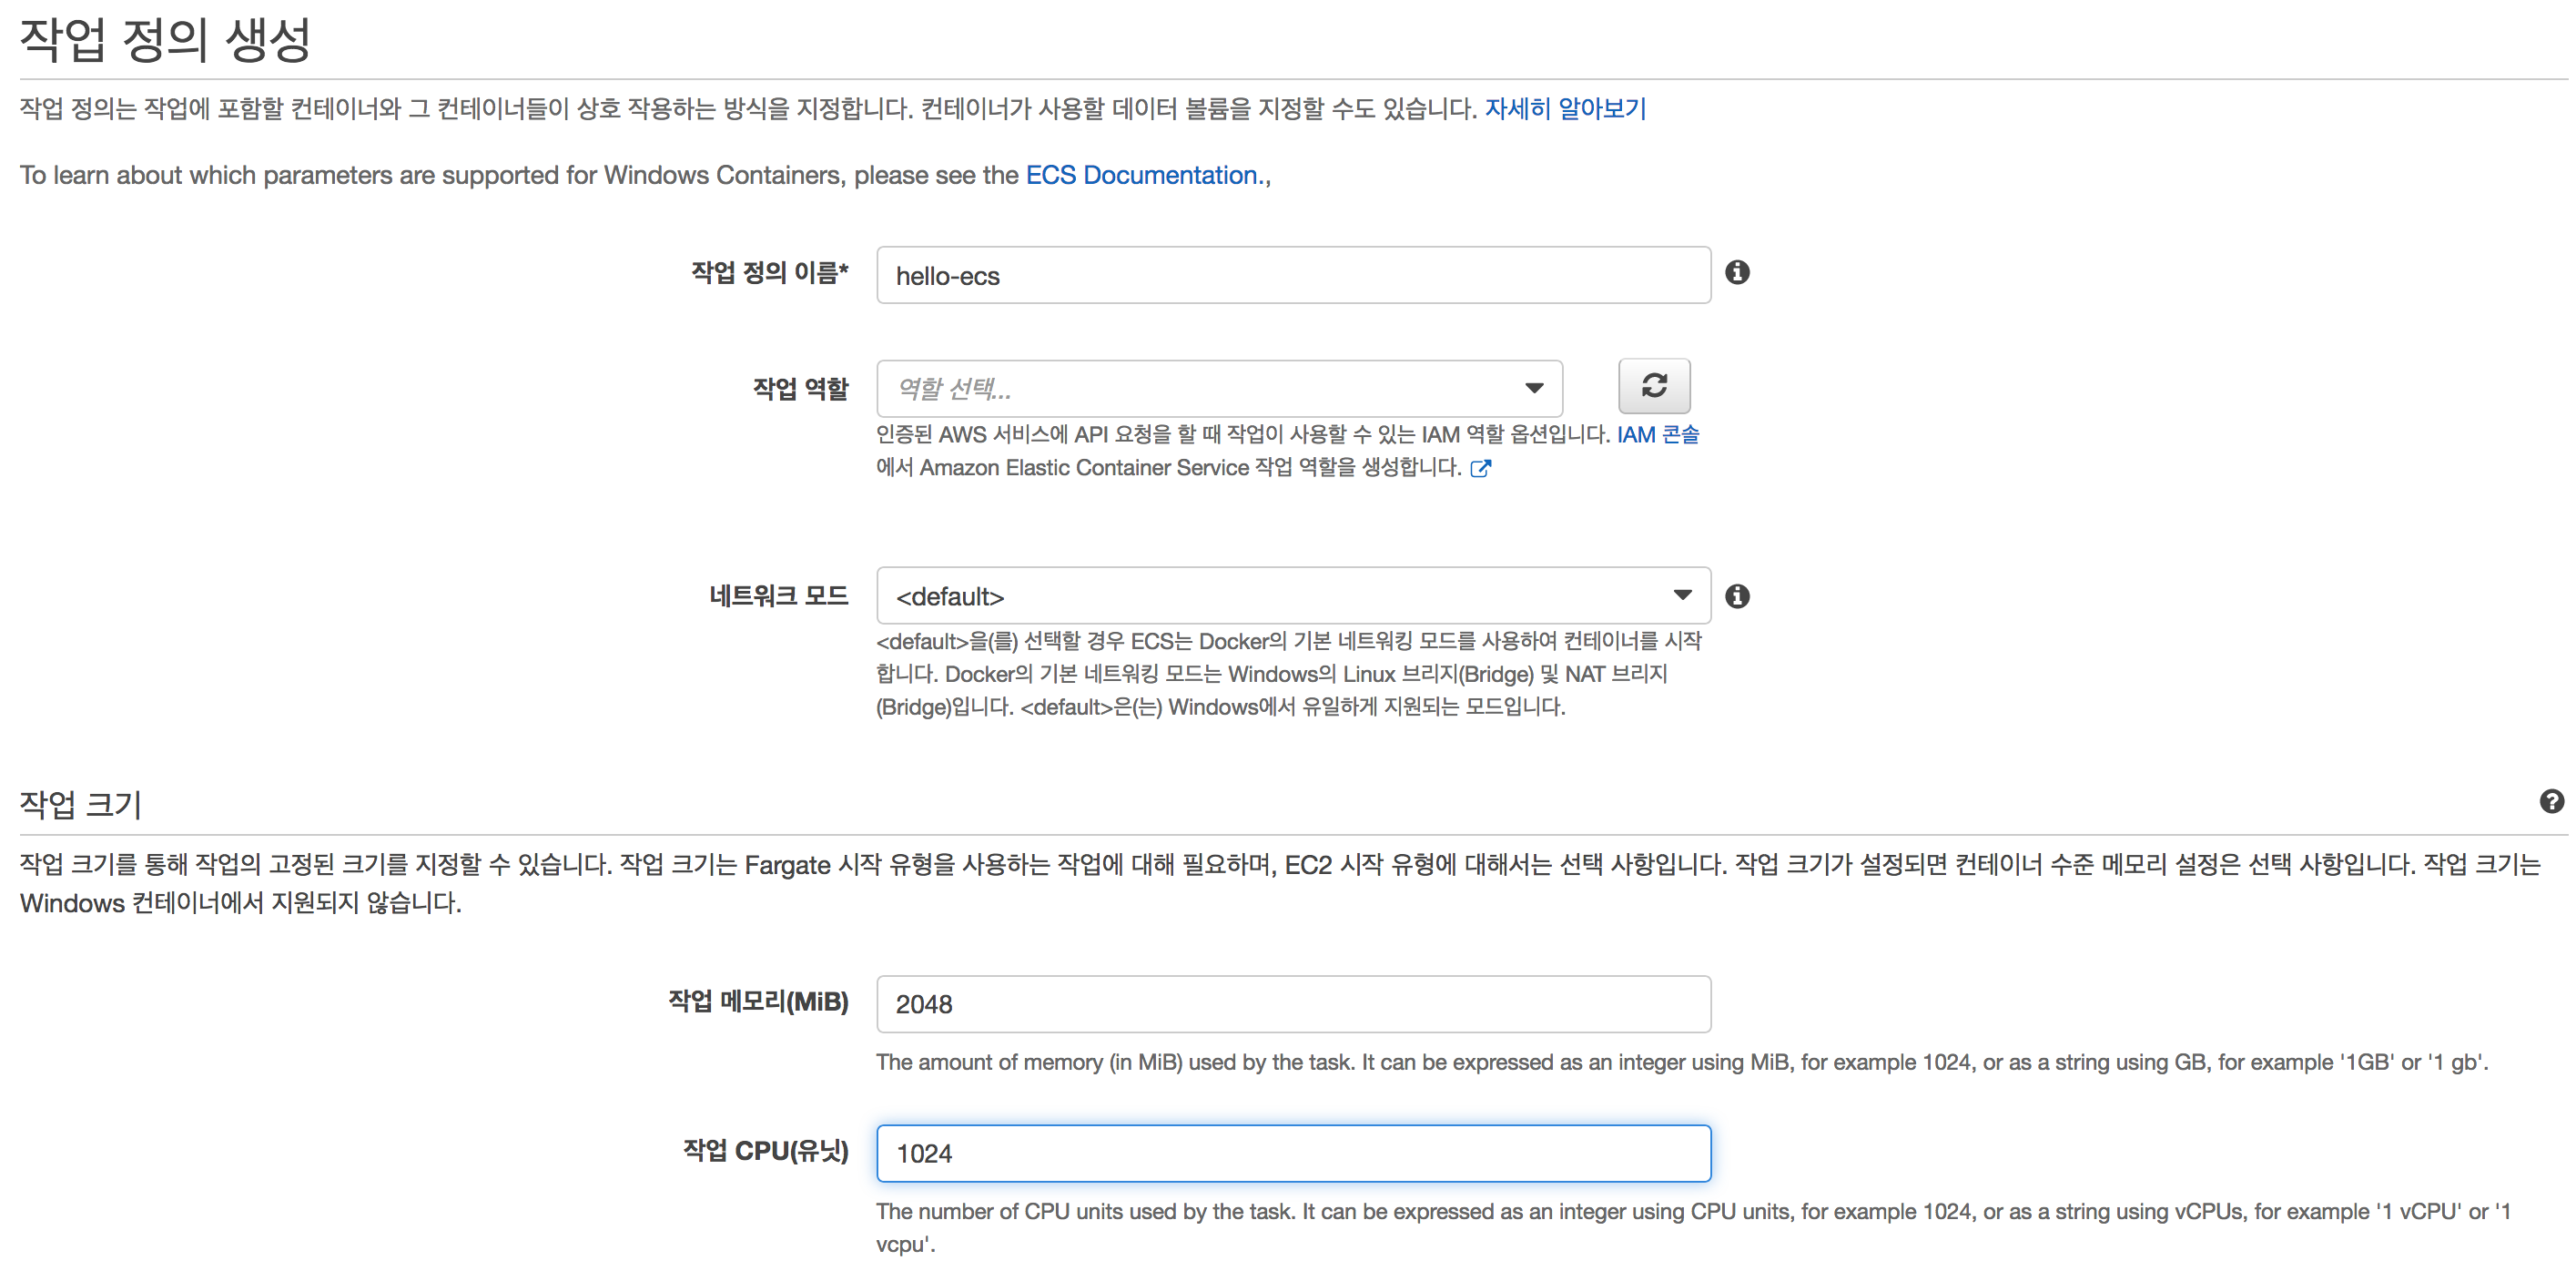 작업 정의 생성
작업 정의는 작업에 포함할 컨테이너와 그 컨테이너들이 상호 작용하는 방식을 지정합니다. 컨테이너가 사용할 데이터 볼륨을 지정할 수도 있습니다. 자세히 알아보기
To learn about which parameters are supported for Windows Containers, please see the ECS Documentation.,
작업 정의 이름* hello-ecs
작업 역할 역할 선택...
인증된 AWS 서비스에 API 요청을 할 때 작업이 사용할 수 있는 IAM 역할 옵션입니다. IAM 콘솔
에서 Amazon Elastic Container Service 작업 역할을 생성합니다.
네트워크 모드 <default>
<default>을(를) 선택할 경우 ECS는 Docker의 기본 네트워킹 모드를 사용하여 컨테이너를 시작
합니다. Docker의 기본 네트워킹 모드는 Windows의 Linux 브리지(Bridge) 및 NAT 브리지
(Bridge)입니다. <default>은(는) Windows에서 유일하게 지원되는 모드입니다.
작업 크기
작업 크기를 통해 작업의 고정된 크기를 지정할 수 있습니다. 작업 크기는 Fargate 시작 유형을 사용하는 작업에 대해 필요하며, EC2 시작 유형에 대해서는 선택 사항입니다. 작업 크기가 설정되면 컨테이너 수준 메모리 설정은 선택 사항입니다. 작업 크기는
Windows 컨테이너에서 지원되지 않습니다.
작업 메모리(MiB) 2048
The amount of memory (in MiB) used by the task. It can be expressed as an integer using MiB, for example 1024, or as a string using GB, for example '1GB' or '1 gb'.
작업 CPU(유닛) 1024
The number of CPU units used by the task. It can be expressed as an integer using CPU units, for example 1024, or as a string using vCPUs, for example '1 vCPU' or '1
vcpu'.